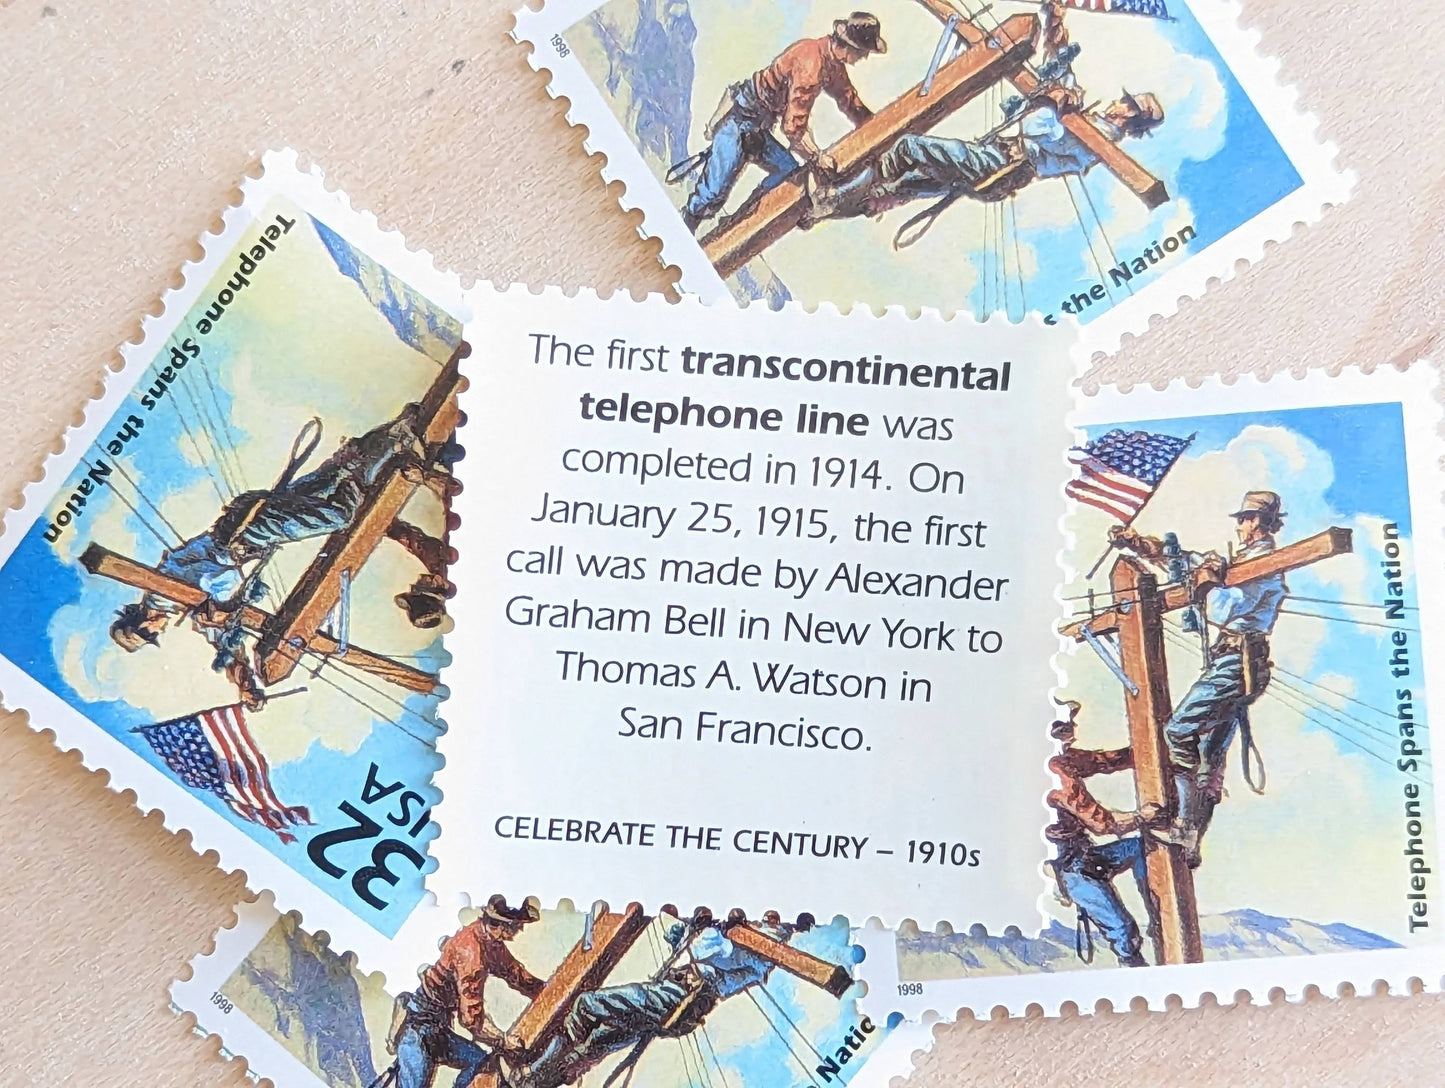 1998
the Nation
Telephone Spans the Nation
32
USA
The first transcontinental
telephone line was
completed in 1914. On
January 25, 1915, the first
call was made by Alexander
Graham Bell in New York to
Thomas A. Watson in
San Francisco.
CELEBRATE THE CENTURY – 1910s
Telephone Spans the Nation
1998
1998